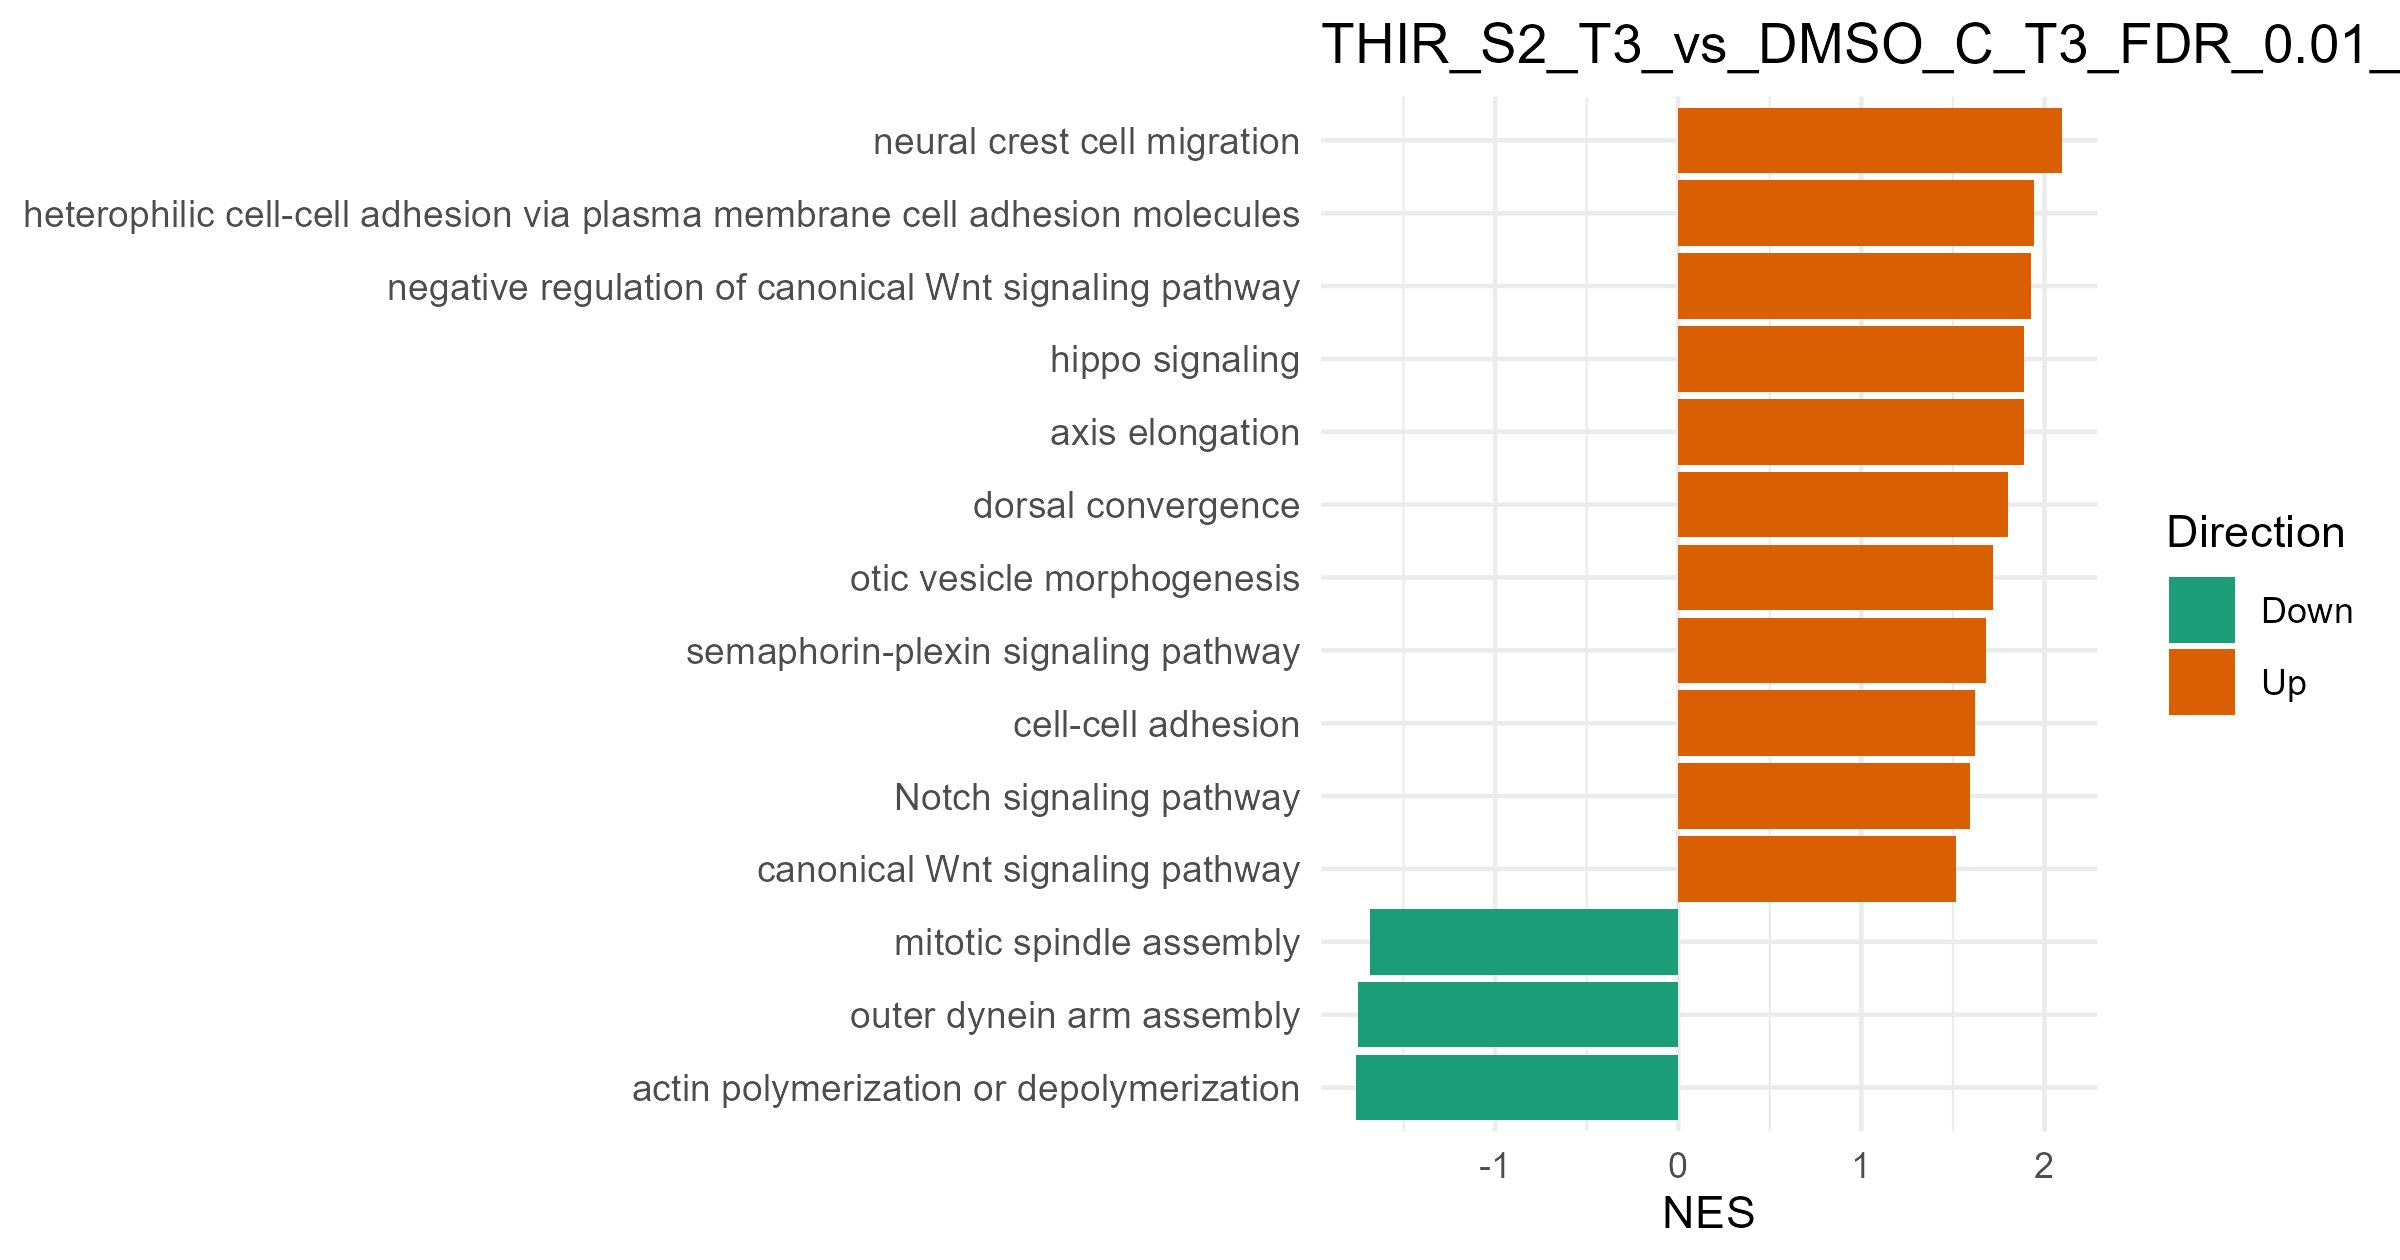 THIR_S2_T3_vs_DMSO_C_T3_FDR_0.01_
neural crest cell migration
heterophilic cell-cell adhesion via plasma membrane cell adhesion molecules
negative regulation of canonical Wnt signaling pathway
hippo signaling
axis elongation
dorsal convergence
otic vesicle morphogenesis
semaphorin-plexin signaling pathway
cell-cell adhesion
Notch signaling pathway
canonical Wnt signaling pathway
mitotic spindle assembly
outer dynein arm assembly
actin polymerization or depolymerization
-1 0 1 2
NES
Direction
Down
Up